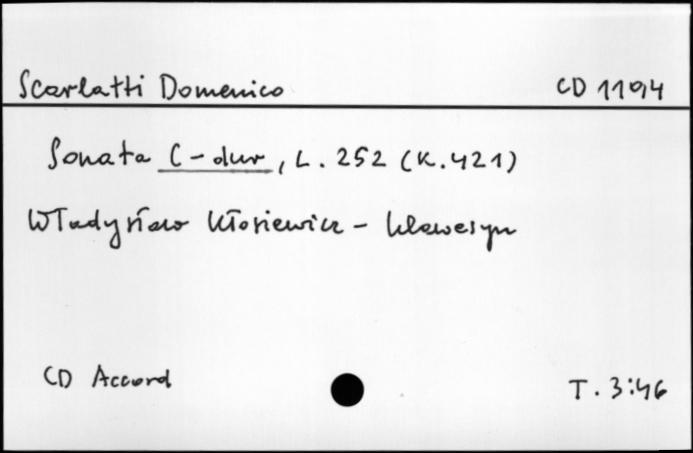 Scarlatti Domenico CD 1194
Sonata C-dur, L. 252 (K.421)
Władysław Kłosiewicz - klawesyn
CD Accord T. 3:46